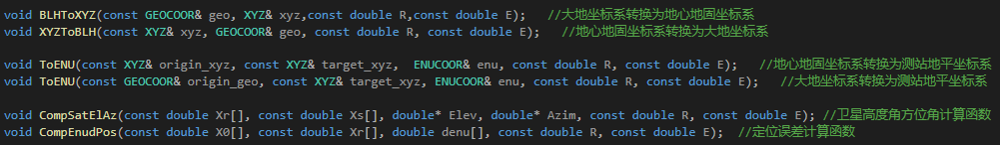 void BLHToXYZ(const GEOCOOR& geo, XYZ& xyz,const double R,const double E);   //大地坐标系转换为地心地固坐标系
void XYZToBLH(const XYZ& xyz, GEOCOOR& geo, const double R, const double E);   //地心地固坐标系转换为大地坐标系
void ToENU(const XYZ& origin_xyz, const XYZ& target_xyz,  ENUCOOR& enu, const double R, const double E);   //地心地固坐标系转换为测站地平坐标系
void ToENU(const GEOCOOR& origin_geo, const XYZ& target_xyz, ENUCOOR& enu, const double R, const double E);   //大地坐标系转换为测站地平坐标系
void CompSatElAz(const double Xr[], const double Xs[], double* Elev, double* Azim, const double R, const double E); //卫星高度角方位角计算函数
void CompEnudPos(const double X0[], const double Xr[], double denu[], const double R, const double E);  //定位误差计算函数